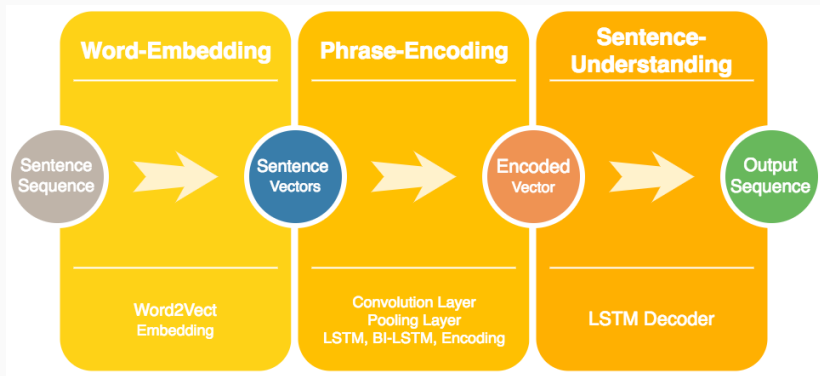 Word-Embedding
Phrase-Encoding
Sentence-
Understanding
Sentence
Sequence
Sentence
Vectors
Encoded
Vector
Output
Sequence
Word2Vect
Embedding
Convolution Layer
Pooling Layer
LSTM, BI-LSTM, Encoding
LSTM Decoder